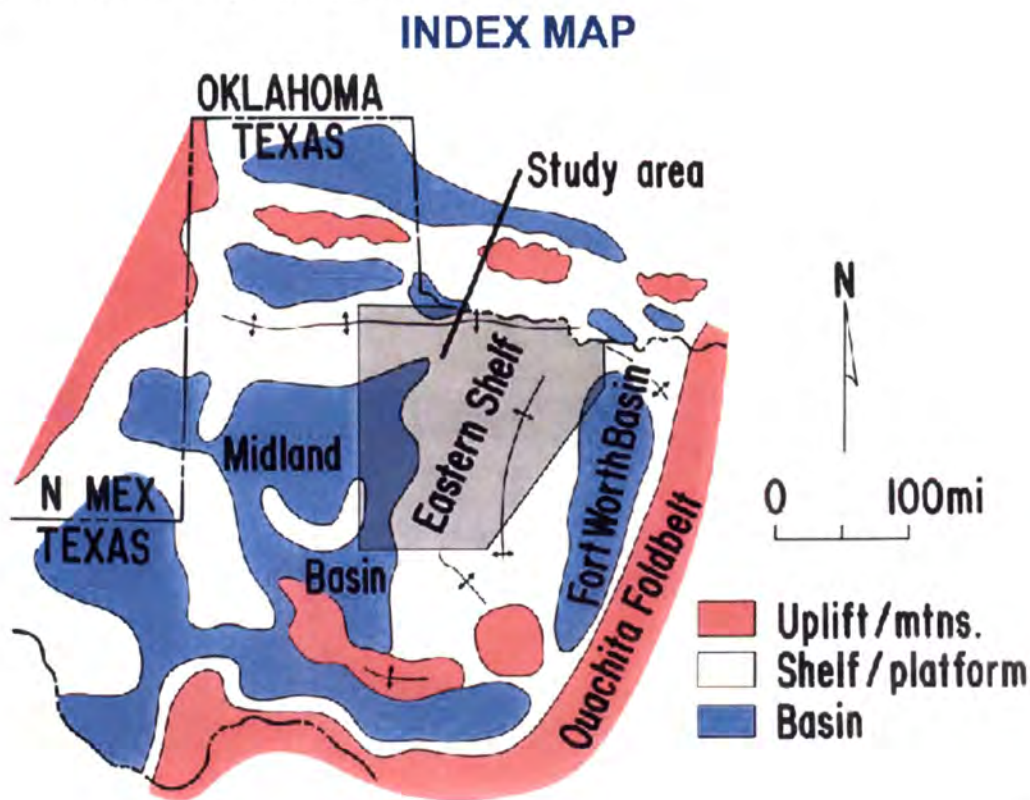 INDEX MAP
OKLAHOMA
TEXAS
Study area
N
Midland
Basin
Eastern Shelf
Fort Worth Basin
Ouachita Foldbelt
N MEX
TEXAS
0 100mi
Uplift/mtns.
Shelf/platform
Basin